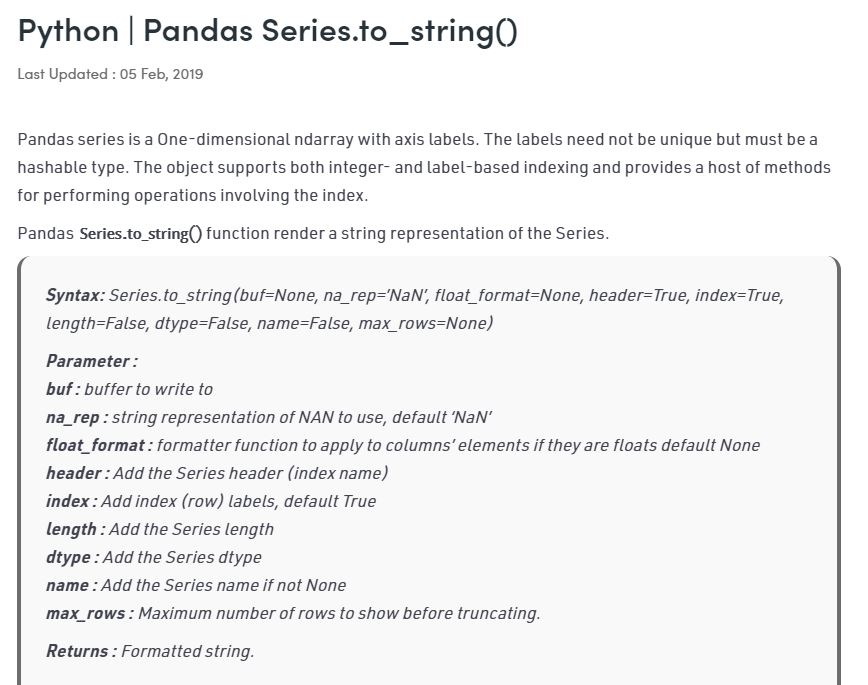 Python | Pandas Series.to_string()
Last Updated : 05 Feb, 2019
Pandas series is a One-dimensional ndarray with axis labels. The labels need not be unique but must be a
hashable type. The object supports both integer- and label-based indexing and provides a host of methods
for performing operations involving the index.
Pandas Series.to_string() function render a string representation of the Series.
Syntax: Series.to_string(buf=None, na_rep=’NaN’, float_format=None, header=True, index=True,
length=False, dtype=False, name=False, max_rows=None)
Parameter :
buf : buffer to write to
na_rep : string representation of NAN to use, default ‘NaN’
float_format : formatter function to apply to columns’ elements if they are floats default None
header : Add the Series header (index name)
index : Add index (row) labels, default True
length : Add the Series length
dtype : Add the Series dtype
name : Add the Series name if not None
max_rows : Maximum number of rows to show before truncating.
Returns : Formatted string.